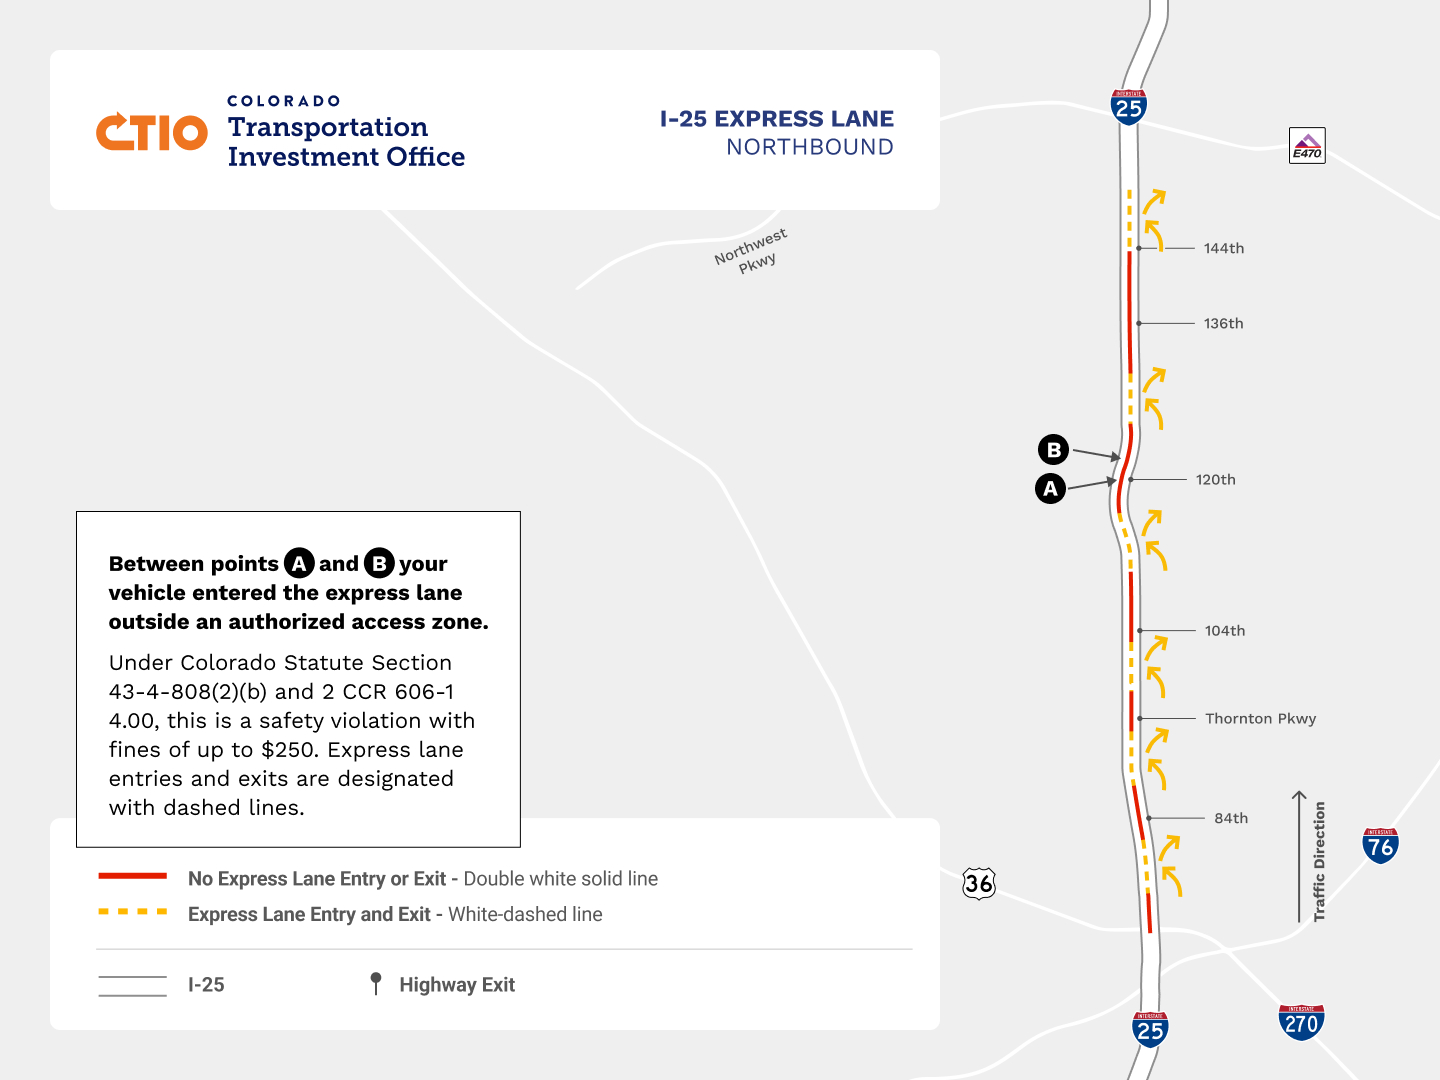 CTIO
COLORADO
Transportation
Investment Office
I-25 EXPRESS LANE
NORTHBOUND
INTERSTATE
25
E470
Northwest
Pkwy
144th
136th
B
A
120th
104th
Thornton Pkwy
84th
Traffic Direction
INTERSTATE
76
36
INTERSTATE
270
INTERSTATE
25
Between points A and B your
vehicle entered the express lane
outside an authorized access zone.
Under Colorado Statute Section
43-4-808(2)(b) and 2 CCR 606-1
4.00, this is a safety violation with
fines of up to $250. Express lane
entries and exits are designated
with dashed lines.
No Express Lane Entry or Exit - Double white solid line
Express Lane Entry and Exit - White-dashed line
I-25
Highway Exit